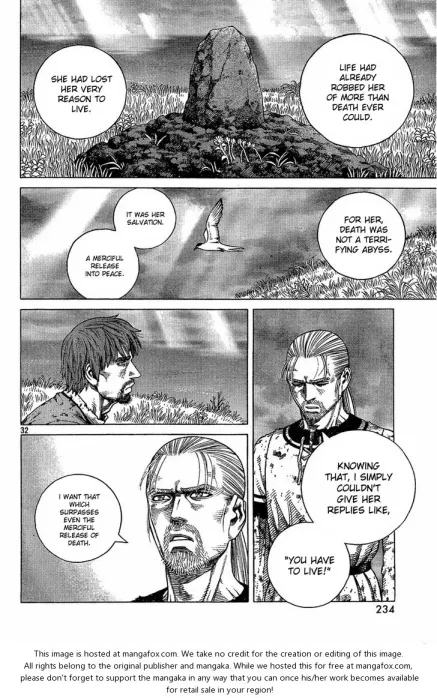 LIFE HAD
ALREADY
ROBBED HER
OF MORE THAN
DEATH EVER
COULD.
SHE HAD LOST
HER VERY
REASON TO
LIVE.
FOR HER,
DEATH WAS
NOT A TERRI-
FYING ABYSS.
IT WAS HER
SALVATION.
A MERCIFUL
RELEASE
INTO PEACE.
KNOWING
THAT, I SIMPLY
COULDN'T
GIVE HER
REPLIES LIKE,
"YOU HAVE
TO LIVE!"
32
I WANT THAT
WHICH
SURPASSES
EVEN THE
MERCIFUL
RELEASE OF
DEATH.
234
This image is hosted at mangafox.com. We take no credit for the creation or editing of this image.
All rights belong to the original publisher and mangaka. While we hosted this for free at mangafox.com,
please don't forget to support the mangaka in any way that you can once his/her work becomes available
for retail sale in your region!